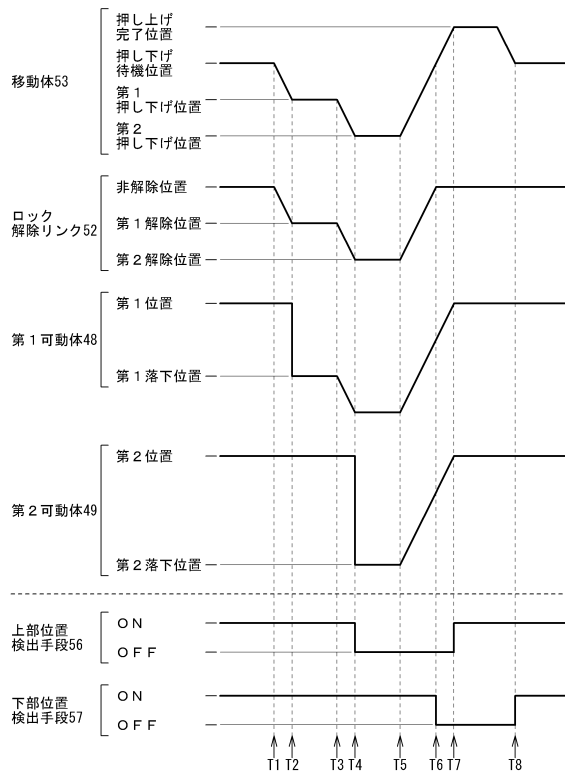 移動体53
押し上げ
完了位置
押し下げ
待機位置
第１
押し下げ位置
第２
押し下げ位置
ロック
解除リンク52
非解除位置
第１解除位置
第２解除位置
第１可動体48
第１位置
第１落下位置
第２可動体49
第２位置
第２落下位置
上部位置
検出手段56
ＯＮ
ＯＦＦ
下部位置
検出手段57
ＯＮ
ＯＦＦ
T1 T2 T3 T4 T5 T6 T7 T8